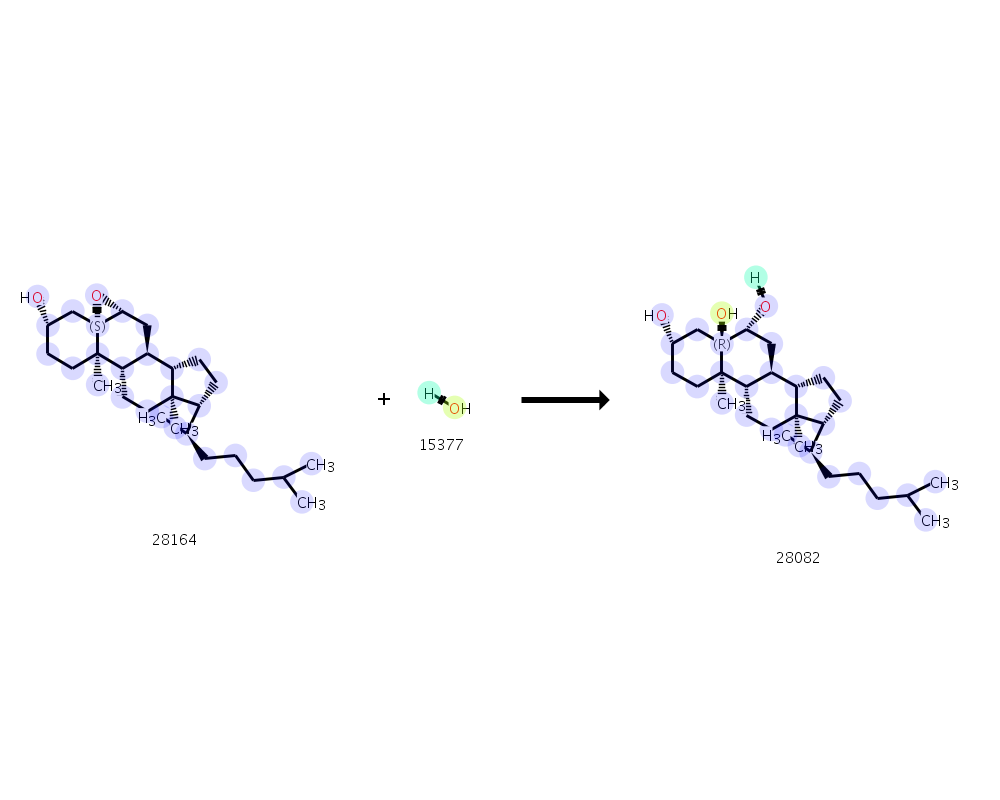 HO
O
(S)
CH3
H3C
CH3
CH3
CH3
28164
+
H
OH
15377
H
O
OH
HO
(R)
CH3
H3C
CH3
CH3
CH3
28082